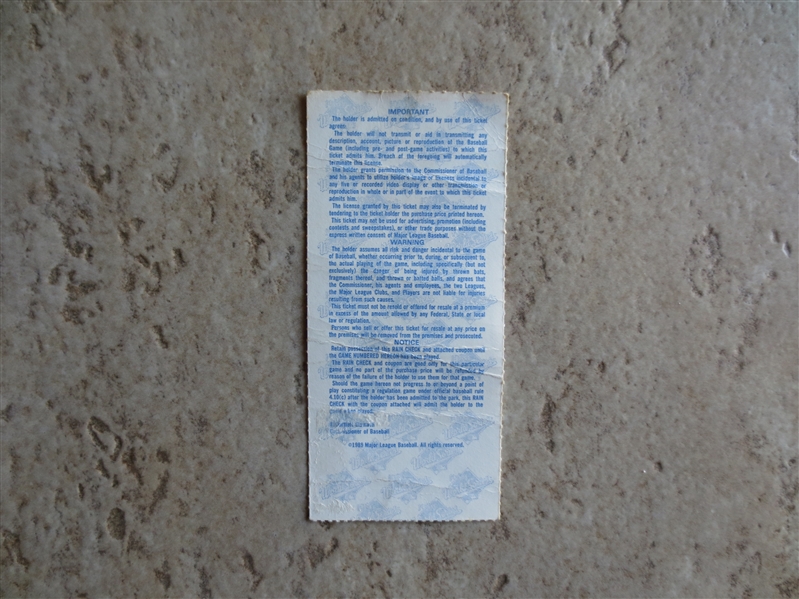 IMPORTANT
The holder is admitted on condition, and by use of this ticket
agrees:
The holder will not transmit or aid in transmitting any
description, account, picture or reproduction of the Baseball
Game (including pre- and post-game activities) to which this
ticket admits him. Breach of the foregoing will automatically
terminate this license.
The holder grants permission to the Commissioner of Baseball
and his agents to utilize holder's image or likeness incidental to
any live or recorded video display or other transmission or
reproduction in whole or in part of the event to which this ticket
admits him.
The license granted by this ticket may also be terminated by
tendering to the ticket holder the purchase price printed hereon.
This ticket may not be used for advertising, promotion (including
contests and sweepstakes), or other trade purposes without the
express written consent of Major League Baseball.
WARNING
The holder assumes all risk and danger incidental to the game
of Baseball, whether occurring prior to, during, or subsequent to,
the actual playing of the game, including specifically (but not
exclusively) the danger of being injured by thrown bats,
fragments thereof, and thrown or batted balls, and agrees that
the Commissioner, his agents and employees, the two Leagues,
the Major League Clubs, and Players are not liable for injuries
resulting from such causes.
This ticket must not be resold or offered for resale at a premium
in excess of the amount allowed by any Federal, State or local
law or regulation.
Persons who sell or offer this ticket for resale at any price on
the premises will be removed from the premises and prosecuted.
NOTICE
Retain possession of this RAIN CHECK and attached coupon until
the GAME NUMBERED HEREON has been played.
The RAIN CHECK and coupon are good only for this particular
game and no part of the purchase price will be refunded by
reason of the failure of the holder to use them for that game.
Should the game hereon not progress to or beyond a point of
play constituting a regulation game under official baseball rule
4.10(c) after the holder has been admitted to the park, this RAIN
CHECK with the coupon attached will admit the holder to the
played.
of Baseball
©1989 Major League Baseball. All rights reserved.